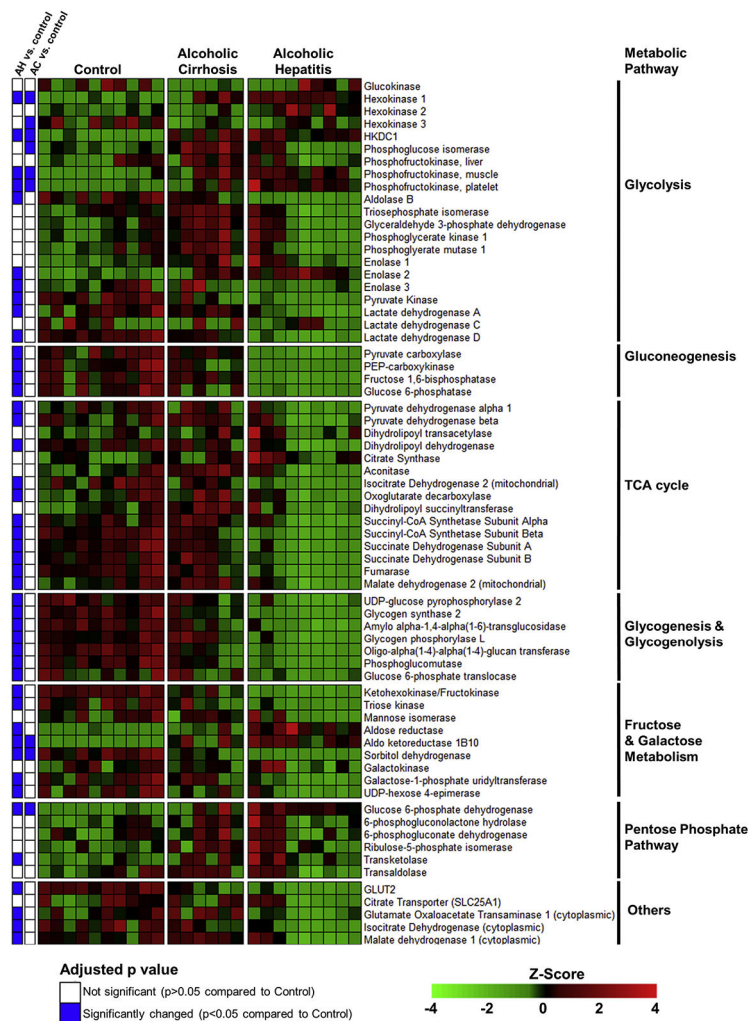 AH vs. control
AC vs. control
Control
Alcoholic
Cirrhosis
Alcoholic
Hepatitis
Metabolic
Pathway
Glucokinase
Hexokinase 1
Hexokinase 2
Hexokinase 3
HKDC1
Phosphoglucose isomerase
Phosphofructokinase, liver
Phosphofructokinase, muscle
Phosphofructokinase, platelet
Aldolase B
Triosephosphate isomerase
Glyceraldehyde 3-phosphate dehydrogenase
Phosphoglycerate kinase 1
Phosphoglyerate mutase 1
Enolase 1
Enolase 2
Enolase 3
Pyruvate Kinase
Lactate dehydrogenase A
Lactate dehydrogenase C
Lactate dehydrogenase D
Glycolysis
Pyruvate carboxylase
PEP-carboxykinase
Fructose 1,6-bisphosphatase
Glucose 6-phosphatase
Gluconeogenesis
Pyruvate dehydrogenase alpha 1
Pyruvate dehydrogenase beta
Dihydrolipoyl transacetylase
Dihydrolipoyl dehydrogenase
Citrate Synthase
Aconitase
Isocitrate Dehydrogenase 2 (mitochondrial)
Oxoglutarate decarboxylase
Dihydrolipoyl succinyltransferase
Succinyl-CoA Synthetase Subunit Alpha
Succinyl-CoA Synthetase Subunit Beta
Succinate Dehydrogenase Subunit A
Succinate Dehydrogenase Subunit B
Fumarase
Malate dehydrogenase 2 (mitochondrial)
TCA cycle
UDP-glucose pyrophosphorylase 2
Glycogen synthase 2
Amylo alpha-1,4-alpha(1-6)-transglucosidase
Glycogen phosphorylase L
Oligo-alpha(1-4)-alpha(1-4)-glucan transferase
Phosphoglucomutase
Glucose 6-phosphate translocase
Glycogenesis &
Glycogenolysis
Ketohexokinase/Fructokinase
Triose kinase
Mannose isomerase
Aldose reductase
Aldo ketoreductase 1B10
Sorbitol dehydrogenase
Galactokinase
Galactose-1-phosphate uridyltransferase
UDP-hexose 4-epimerase
Fructose
& Galactose
Metabolism
Glucose 6-phosphate dehydrogenase
6-phosphogluconolactone hydrolase
6-phosphogluconate dehydrogenase
Ribulose-5-phosphate isomerase
Transketolase
Transaldolase
Pentose Phosphate
Pathway
GLUT2
Citrate Transporter (SLC25A1)
Glutamate Oxaloacetate Transaminase 1 (cytoplasmic)
Isocitrate Dehydrogenase (cytoplasmic)
Malate dehydrogenase 1 (cytoplasmic)
Others
Adjusted p value
Not significant (p>0.05 compared to Control)
Significantly changed (p<0.05 compared to Control)
Z-Score
-4 -2 0 2 4